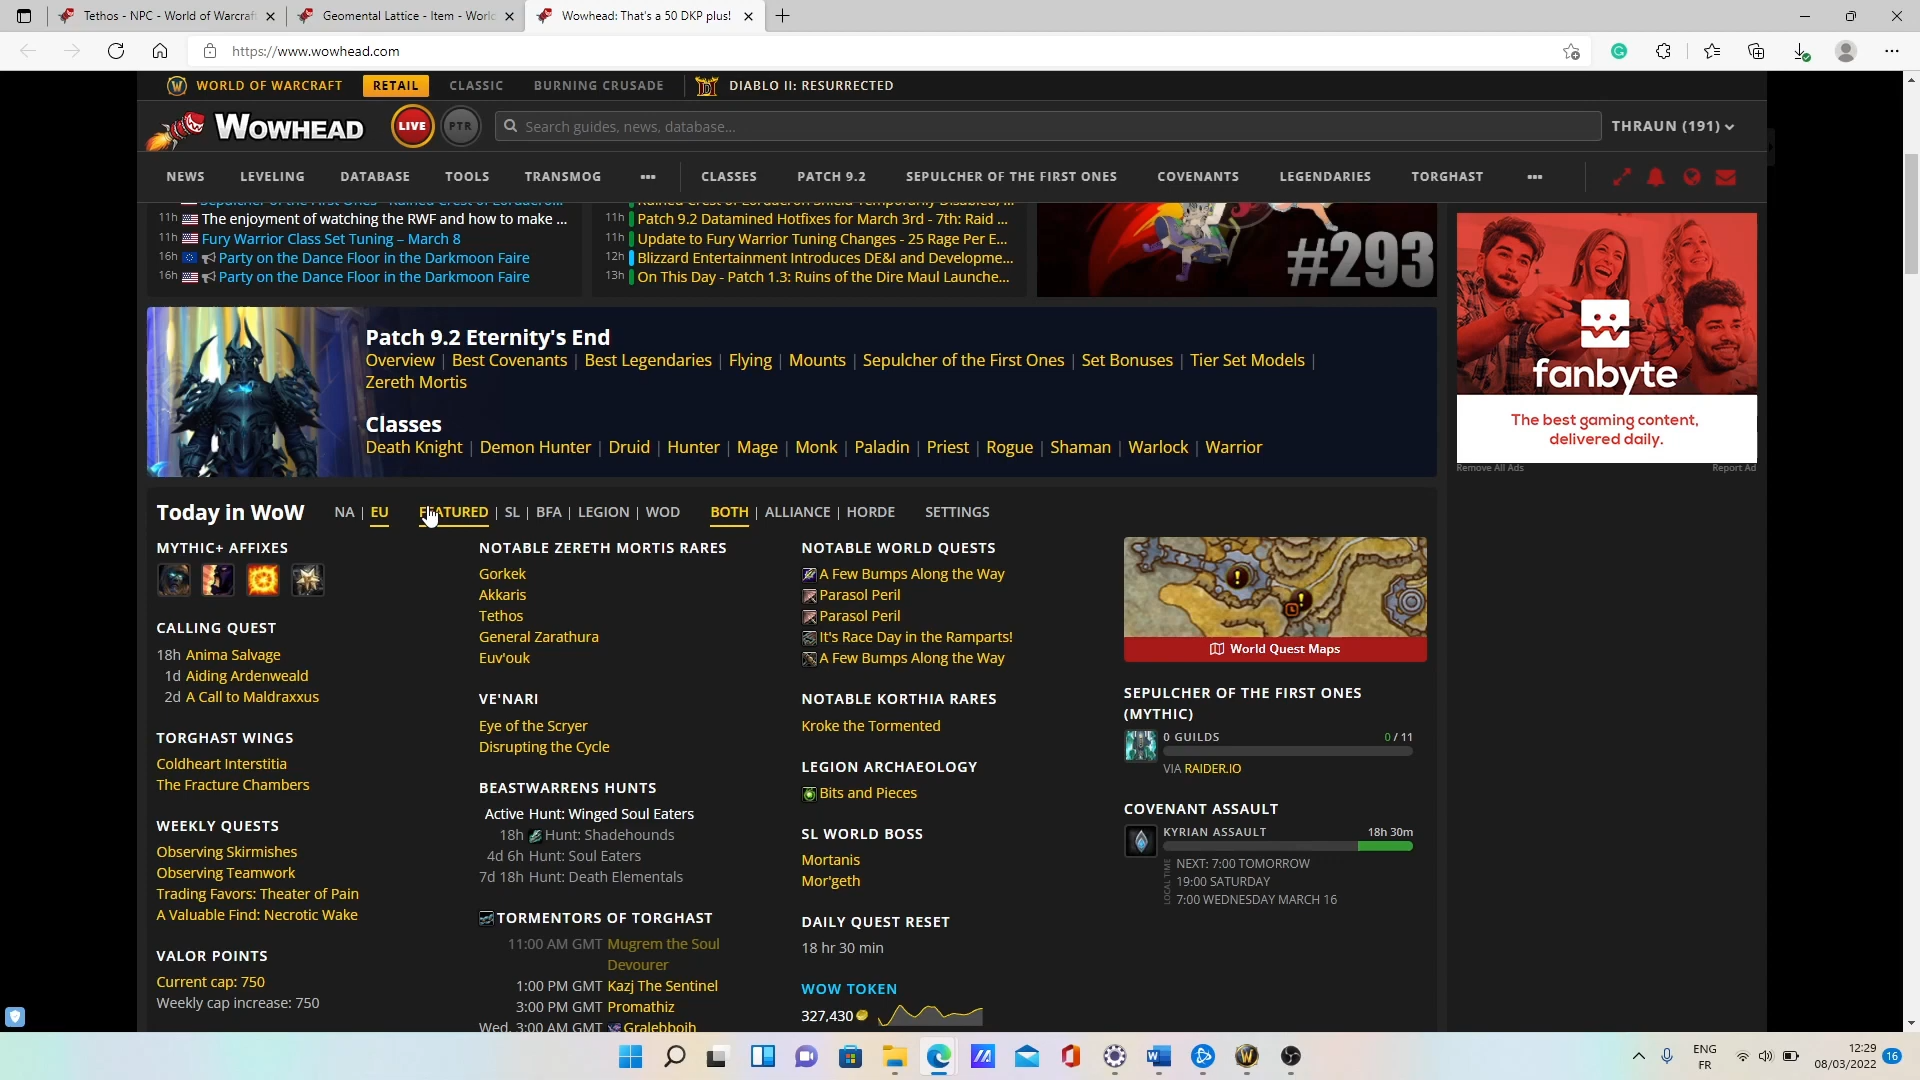 Tethos - NPC - World of Warcraf
Geomental Lattice - Item - World
Wowhead: That's a 50 DKP plus!
https://www.wowhead.com
WORLD OF WARCRAFT RETAIL CLASSIC BURNING CRUSADE DIABLO II: RESURRECTED
WOWHEAD LIVE PTR Search guides, news, database... THRAUN (191)
NEWS LEVELING DATABASE TOOLS TRANSMOG ••• CLASSES PATCH 9.2 SEPULCHER OF THE FIRST ONES COVENANTS LEGENDARIES TORGHAST •••
11h The enjoyment of watching the RWF and how to make ...
11h Fury Warrior Class Set Tuning – March 8
16h Party on the Dance Floor in the Darkmoon Faire
16h Party on the Dance Floor in the Darkmoon Faire
11h Patch 9.2 Datamined Hotfixes for March 3rd - 7th: Raid ...
11h Update to Fury Warrior Tuning Changes - 25 Rage Per E...
12h Blizzard Entertainment Introduces DE&I and Developme...
13h On This Day - Patch 1.3: Ruins of the Dire Maul Launche...
#293
fanbyte
The best gaming content,
delivered daily.
Remove All Ads Report Ad
Patch 9.2 Eternity's End
Overview | Best Covenants | Best Legendaries | Flying | Mounts | Sepulcher of the First Ones | Set Bonuses | Tier Set Models |
Zereth Mortis
Classes
Death Knight | Demon Hunter | Druid | Hunter | Mage | Monk | Paladin | Priest | Rogue | Shaman | Warlock | Warrior
Today in WoW NA | EU FEATURED | SL | BFA | LEGION | WOD BOTH | ALLIANCE | HORDE SETTINGS
MYTHIC+ AFFIXES
CALLING QUEST
18h Anima Salvage
1d Aiding Ardenweald
2d A Call to Maldraxxus
TORGHAST WINGS
Coldheart Interstitia
The Fracture Chambers
WEEKLY QUESTS
Observing Skirmishes
Observing Teamwork
Trading Favors: Theater of Pain
A Valuable Find: Necrotic Wake
VALOR POINTS
Current cap: 750
Weekly cap increase: 750
NOTABLE ZERETH MORTIS RARES
Gorkek
Akkaris
Tethos
General Zarathura
Euv'ouk
VE'NARI
Eye of the Scryer
Disrupting the Cycle
BEASTWARRENS HUNTS
Active Hunt: Winged Soul Eaters
18h Hunt: Shadehounds
4d 6h Hunt: Soul Eaters
7d 18h Hunt: Death Elementals
TORMENTORS OF TORGHAST
11:00 AM GMT Mugrem the Soul
Devourer
1:00 PM GMT Kazj The Sentinel
3:00 PM GMT Promathiz
Wed, 3:00 AM GMT Gralebboih
NOTABLE WORLD QUESTS
A Few Bumps Along the Way
Parasol Peril
Parasol Peril
It's Race Day in the Ramparts!
A Few Bumps Along the Way
NOTABLE KORTHIA RARES
Kroke the Tormented
LEGION ARCHAEOLOGY
Bits and Pieces
SL WORLD BOSS
Mortanis
Mor'geth
DAILY QUEST RESET
18 hr 30 min
WOW TOKEN
327,430
World Quest Maps
SEPULCHER OF THE FIRST ONES
(MYTHIC)
0 GUILDS 0 / 11
VIA RAIDER.IO
COVENANT ASSAULT
KYRIAN ASSAULT 18h 30m
LOCAL TIME
NEXT: 7:00 TOMORROW
19:00 SATURDAY
7:00 WEDNESDAY MARCH 16
ENG
FR
12:29
08/03/2022
16